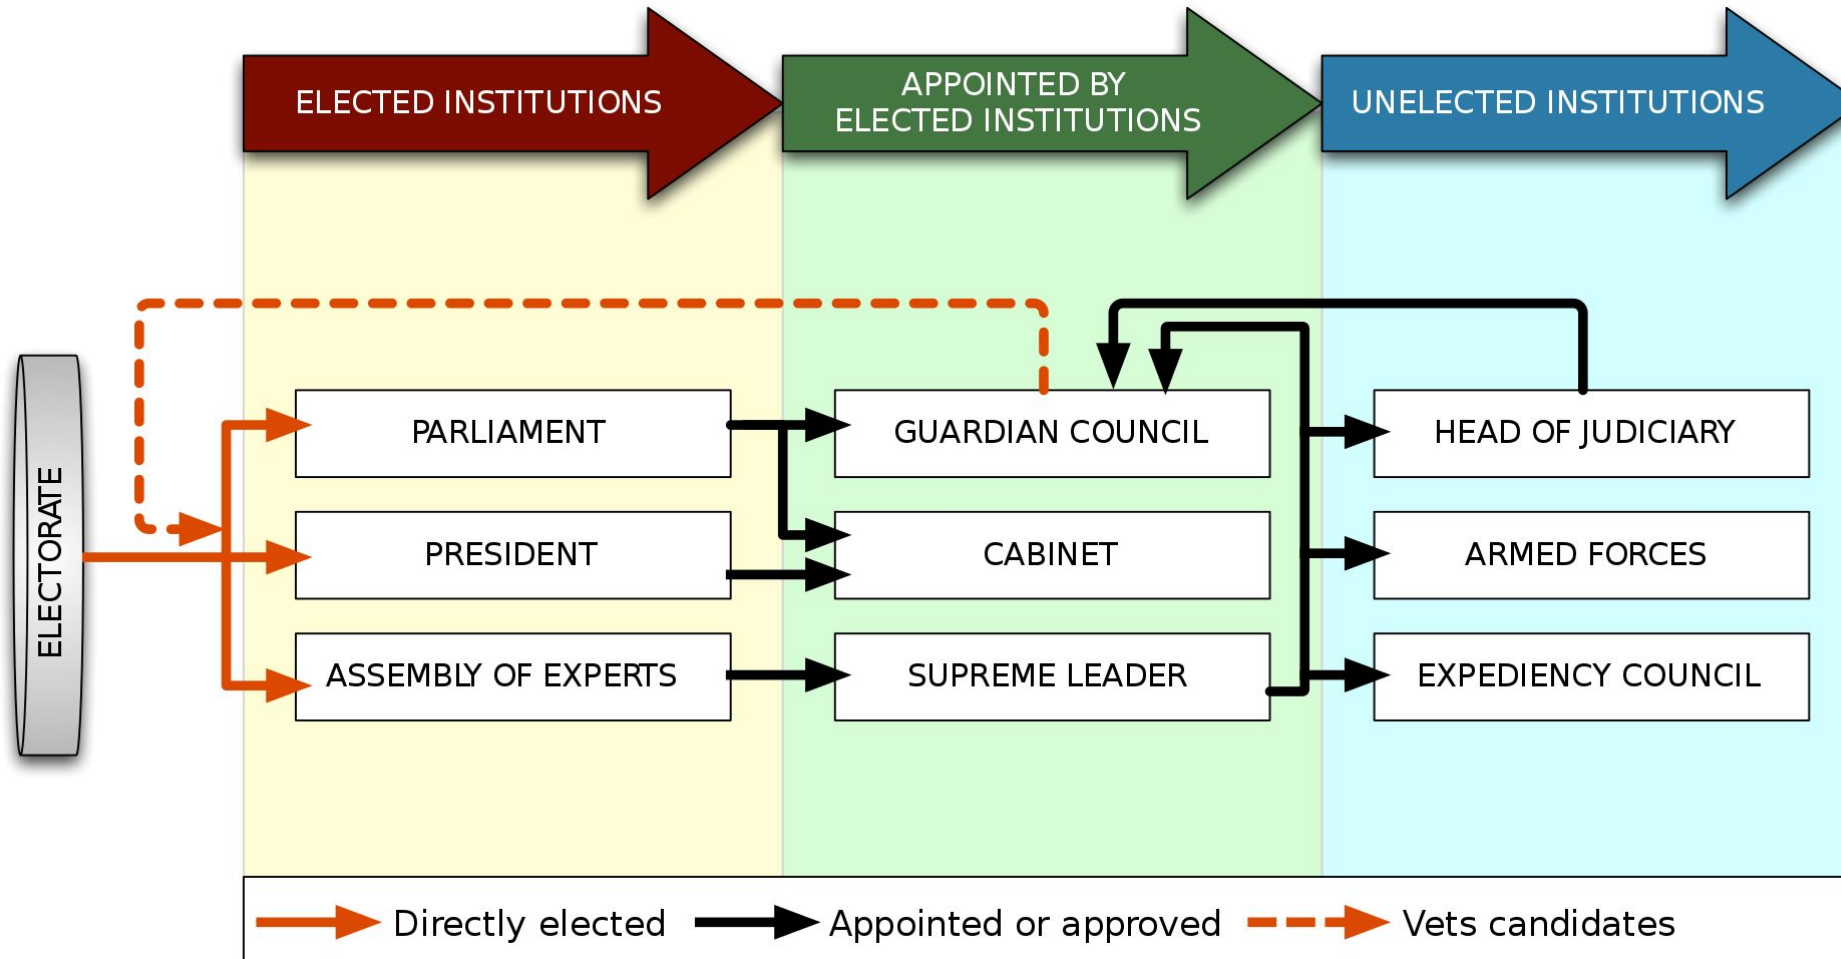 ELECTED INSTITUTIONS
APPOINTED BY
ELECTED INSTITUTIONS
UNELECTED INSTITUTIONS
ELECTORATE
PARLIAMENT
GUARDIAN COUNCIL
HEAD OF JUDICIARY
PRESIDENT
CABINET
ARMED FORCES
ASSEMBLY OF EXPERTS
SUPREME LEADER
EXPEDIENCY COUNCIL
Directly elected
Appointed or approved
Vets candidates